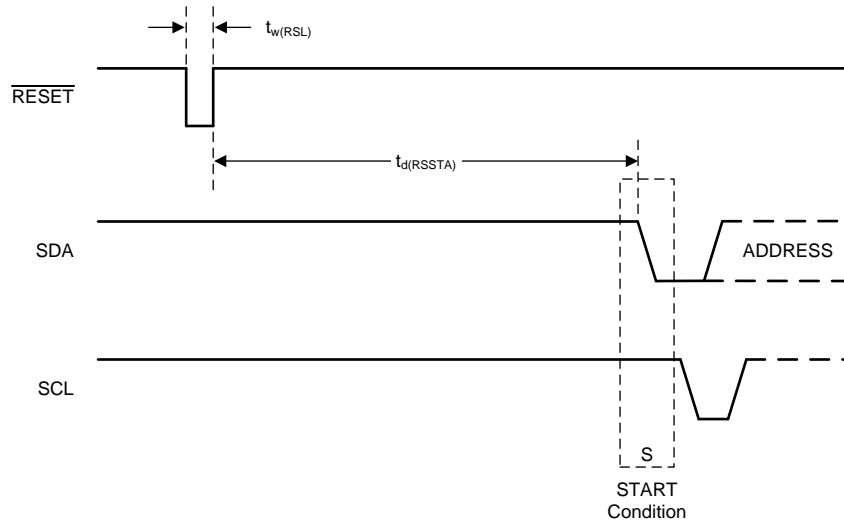 tw(RSL)
RESET
td(RSSTA)
SDA
ADDRESS
SCL
S
START
Condition